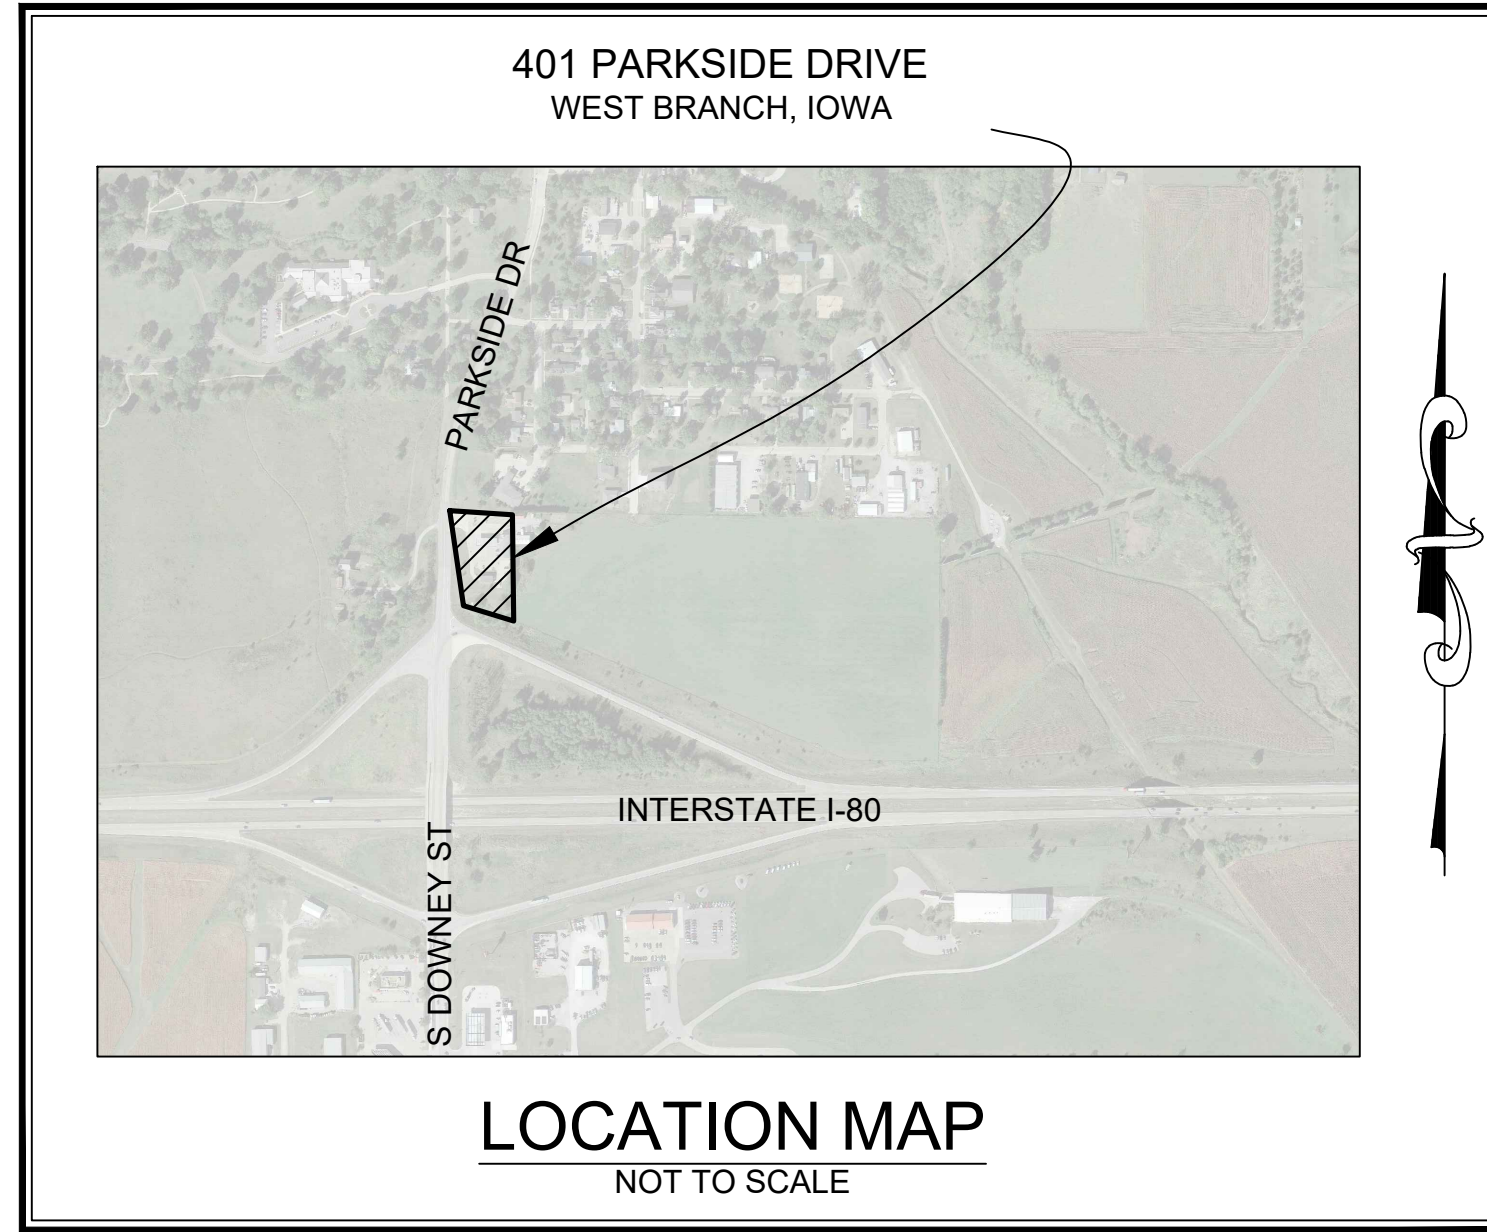 401 PARKSIDE DRIVE
WEST BRANCH, IOWA
PARKSIDE DR
INTERSTATE I-80
S DOWNEY ST
LOCATION MAP
NOT TO SCALE